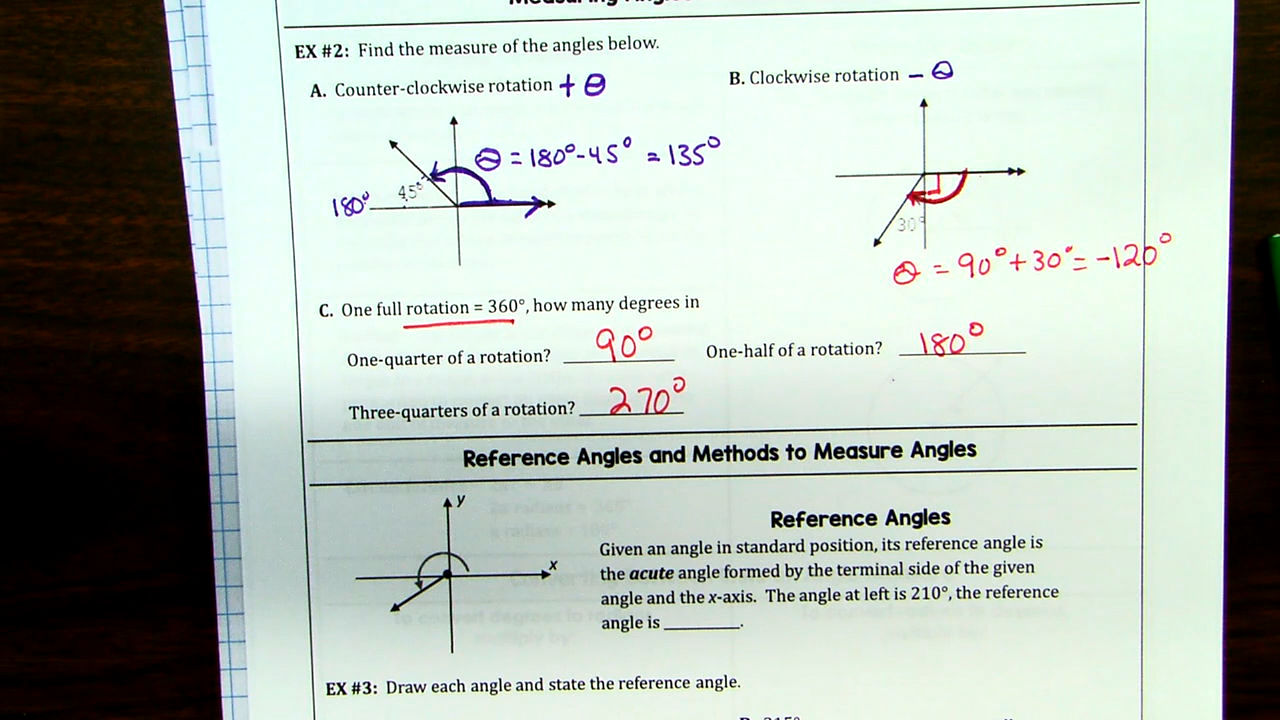 Measuring Angles
EX #2: Find the measure of the angles below.
A. Counter-clockwise rotation + θ
B. Clockwise rotation – θ
θ = 180° - 45° = 135°
180°
45°
30°
θ = 90° + 30° = -120°
C. One full rotation = 360°, how many degrees in
One-quarter of a rotation? 90° One-half of a rotation? 180°
Three-quarters of a rotation? 270°
Reference Angles and Methods to Measure Angles
y
x
Reference Angles
Given an angle in standard position, its reference angle is
the acute angle formed by the terminal side of the given
angle and the x-axis. The angle at left is 210°, the reference
angle is ________.
EX #3: Draw each angle and state the reference angle.